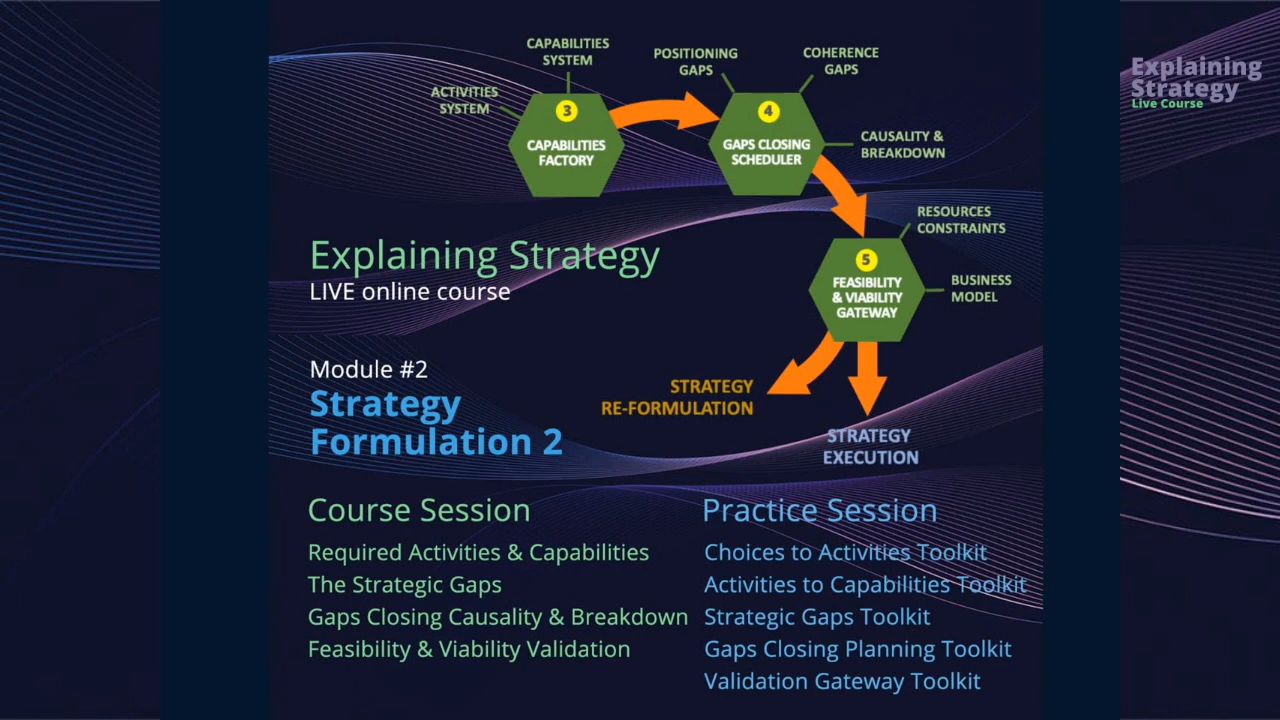 CAPABILITIES
SYSTEM
ACTIVITIES
SYSTEM
3
CAPABILITIES
FACTORY
POSITIONING
GAPS
COHERENCE
GAPS
4
GAPS CLOSING
SCHEDULER
CAUSALITY &
BREAKDOWN
RESOURCES
CONSTRAINTS
5
FEASIBILITY
& VIABILITY
GATEWAY
BUSINESS
MODEL
STRATEGY
RE-FORMULATION
STRATEGY
EXECUTION
Explaining
Strategy
Live Course
Explaining Strategy
LIVE online course
Module #2
Strategy
Formulation 2
Course Session
Required Activities & Capabilities
The Strategic Gaps
Gaps Closing Causality & Breakdown
Feasibility & Viability Validation
Practice Session
Choices to Activities Toolkit
Activities to Capabilities Toolkit
Strategic Gaps Toolkit
Gaps Closing Planning Toolkit
Validation Gateway Toolkit